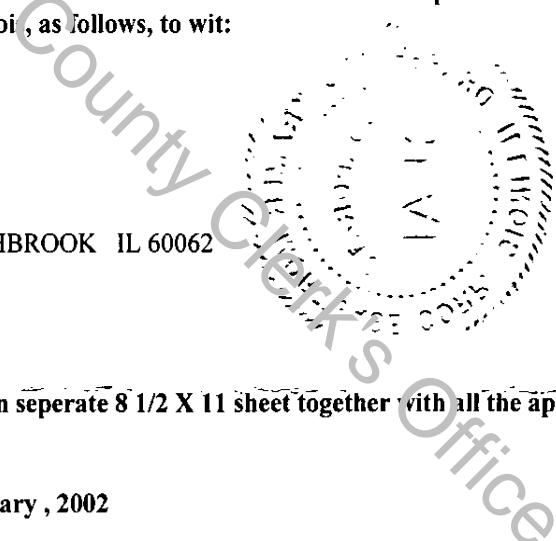 as follows, to wit:
HBROOK IL 60062
n seperate 8 1/2 X 11 sheet together with all the ap
ary , 2002
County Clerk's Office